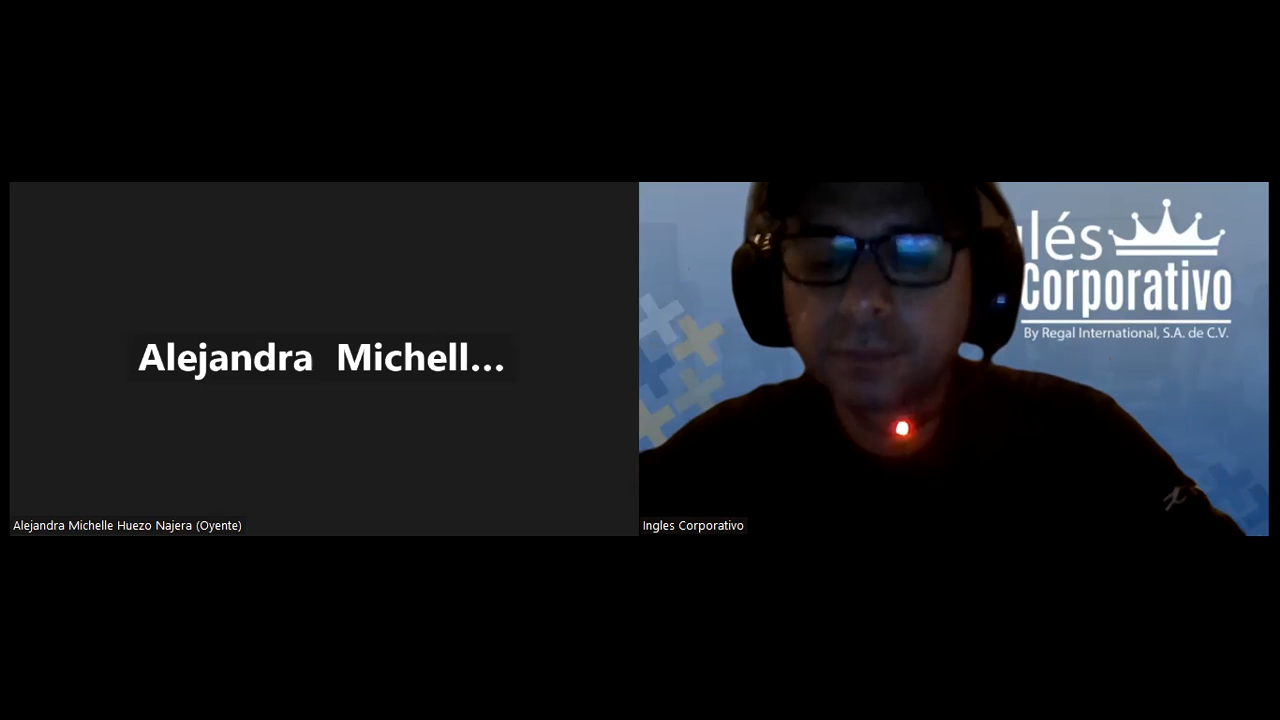 Alejandra Michell...
Alejandra Michelle Huezo Najera (Oyente)
lés
Corporativo
By Regal International, S.A. de C.V.
Ingles Corporativo